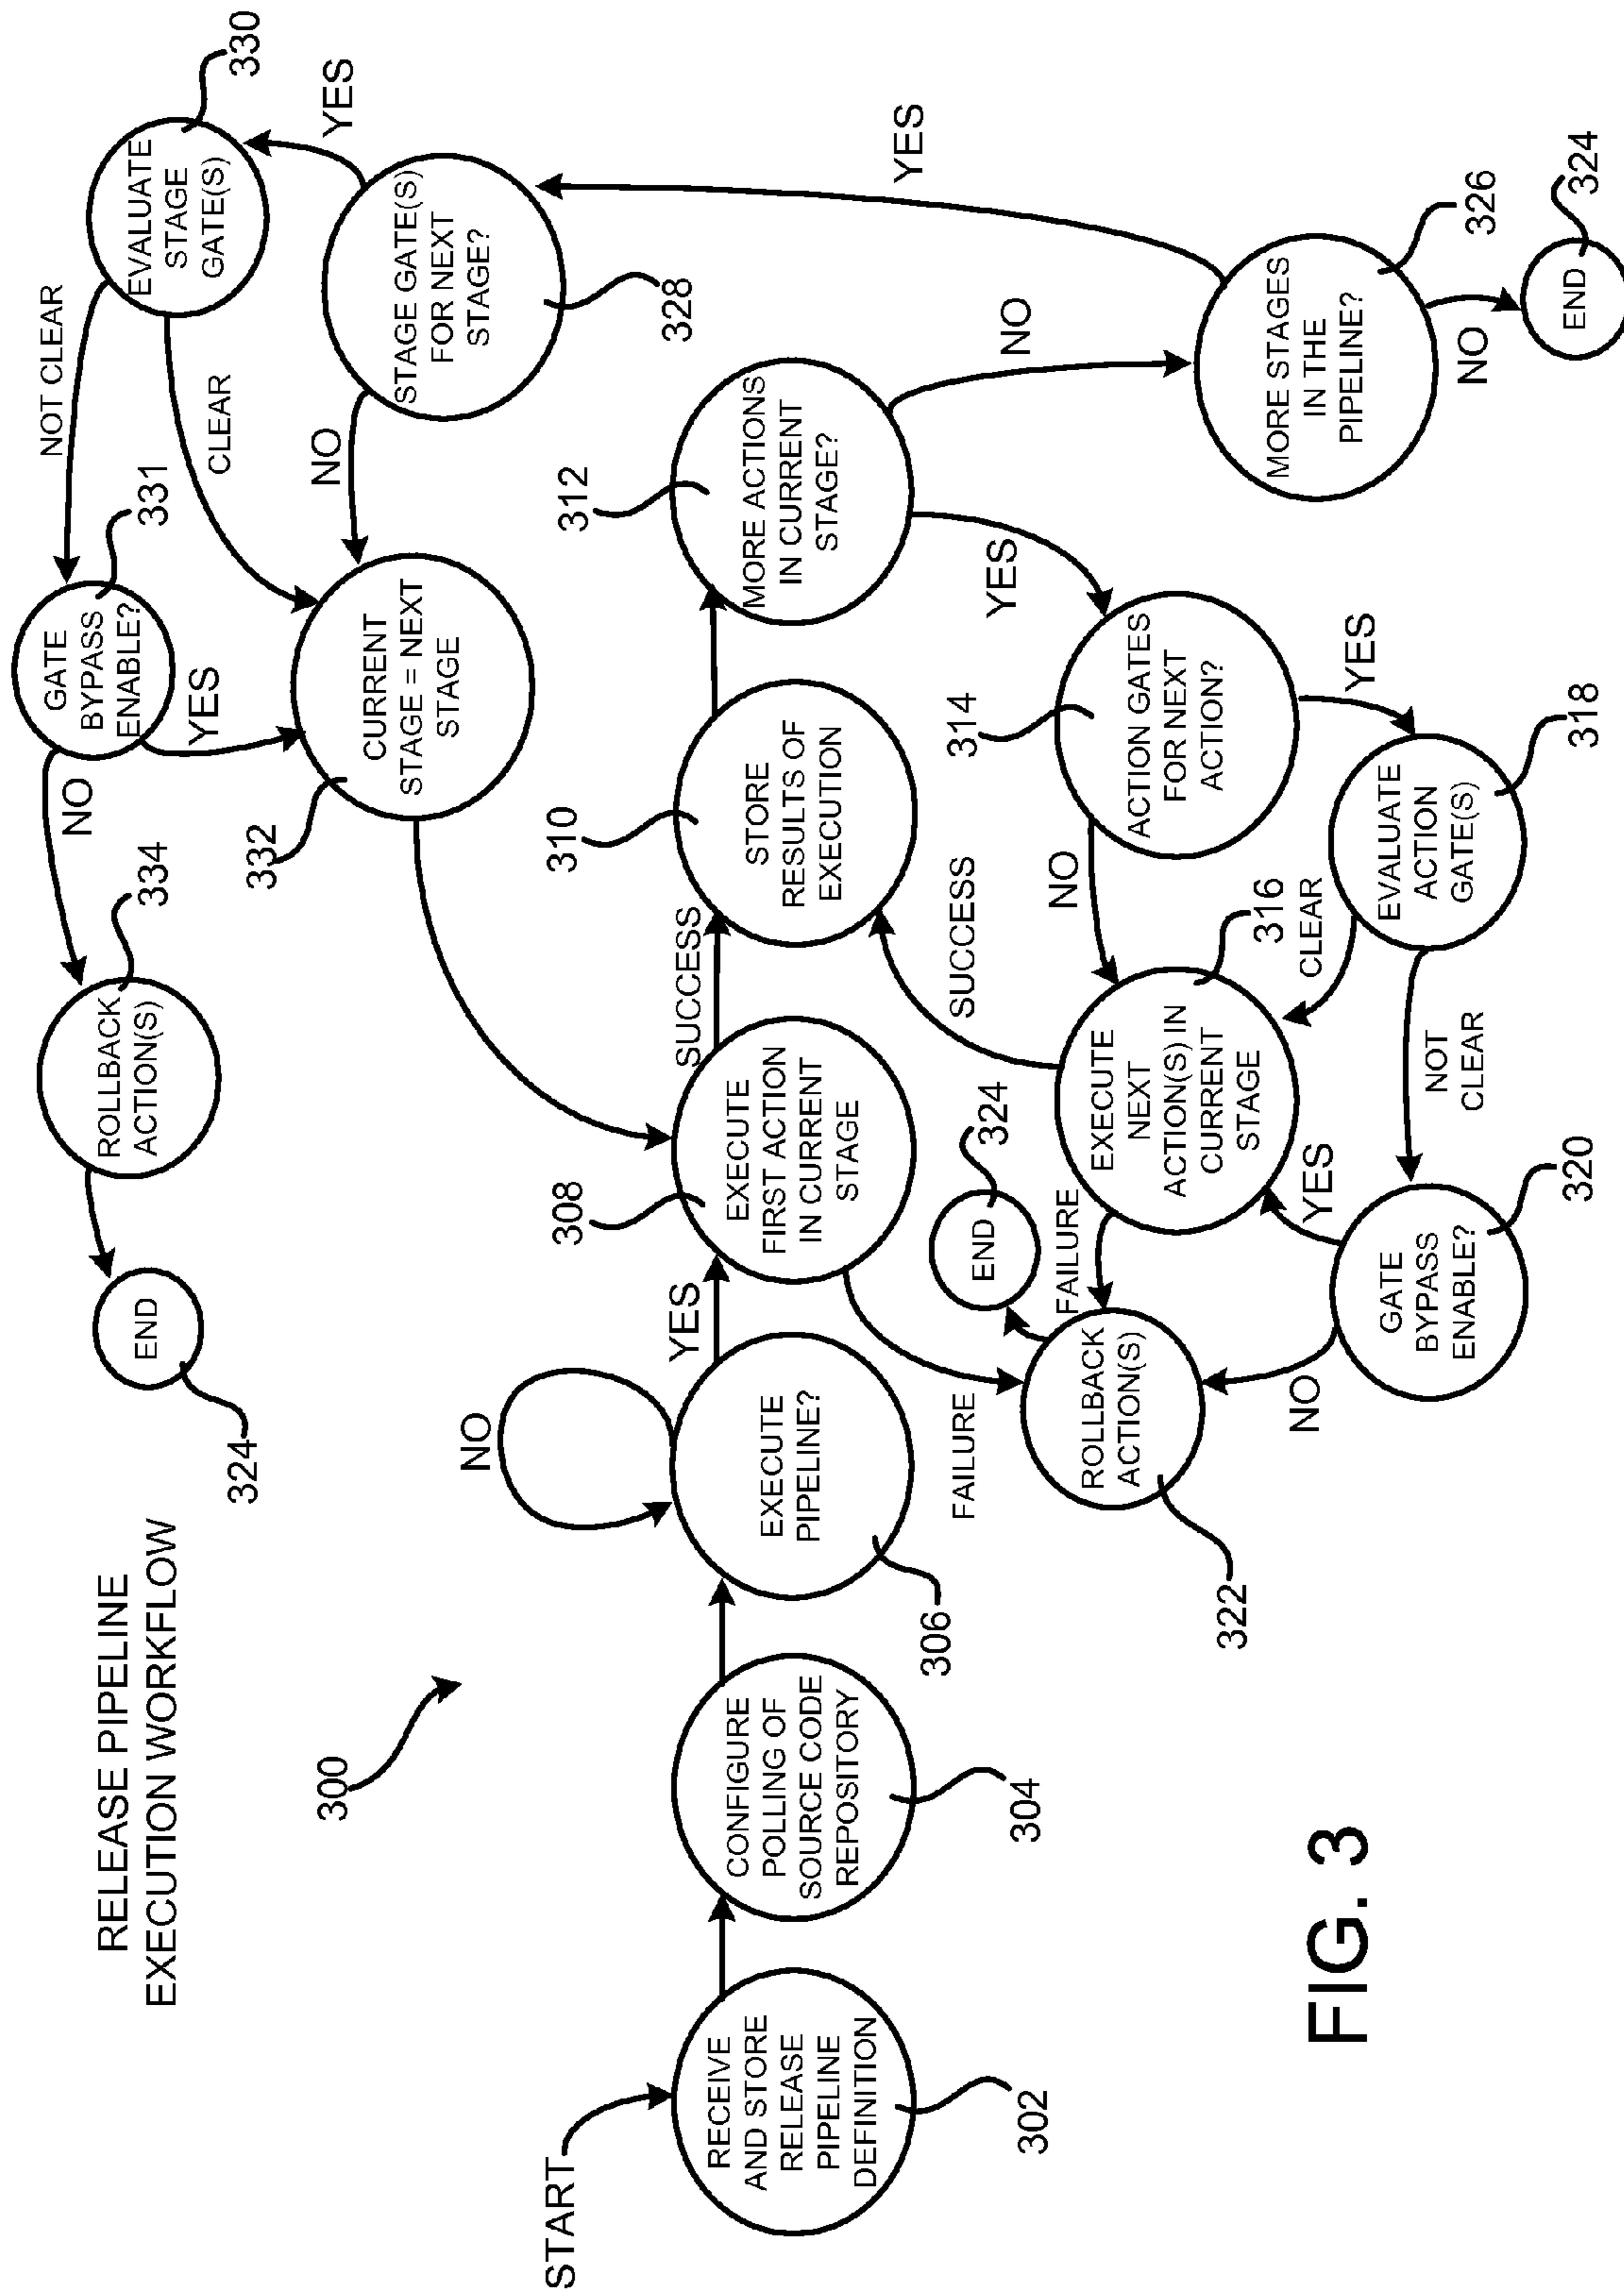 RELEASE PIPELINE
EXECUTION WORKFLOW
300
START
RECEIVE
AND STORE
RELEASE
PIPELINE
DEFINITION
302
CONFIGURE
POLLING OF
SOURCE CODE
REPOSITORY
304
NO
EXECUTE
PIPELINE?
306
YES
EXECUTE
FIRST ACTION
IN CURRENT
STAGE
308
SUCCESS
FAILURE
STORE
RESULTS OF
EXECUTION
310
MORE ACTIONS
IN CURRENT
STAGE?
312
YES
NO
ACTION GATES
FOR NEXT
ACTION?
314
NO
YES
EXECUTE
NEXT
ACTION(S) IN
CURRENT
STAGE
316
SUCCESS
FAILURE
EVALUATE
ACTION
GATE(S)
318
CLEAR
NOT
CLEAR
GATE
BYPASS
ENABLE?
320
YES
NO
ROLLBACK
ACTION(S)
322
END
324
MORE STAGES
IN THE
PIPELINE?
326
YES
NO
END
324
STAGE GATE(S)
FOR NEXT
STAGE?
328
YES
NO
EVALUATE
STAGE
GATE(S)
330
NOT CLEAR
CLEAR
GATE
BYPASS
ENABLE?
331
YES
NO
CURRENT
STAGE = NEXT
STAGE
332
ROLLBACK
ACTION(S)
334
END
324
FIG. 3